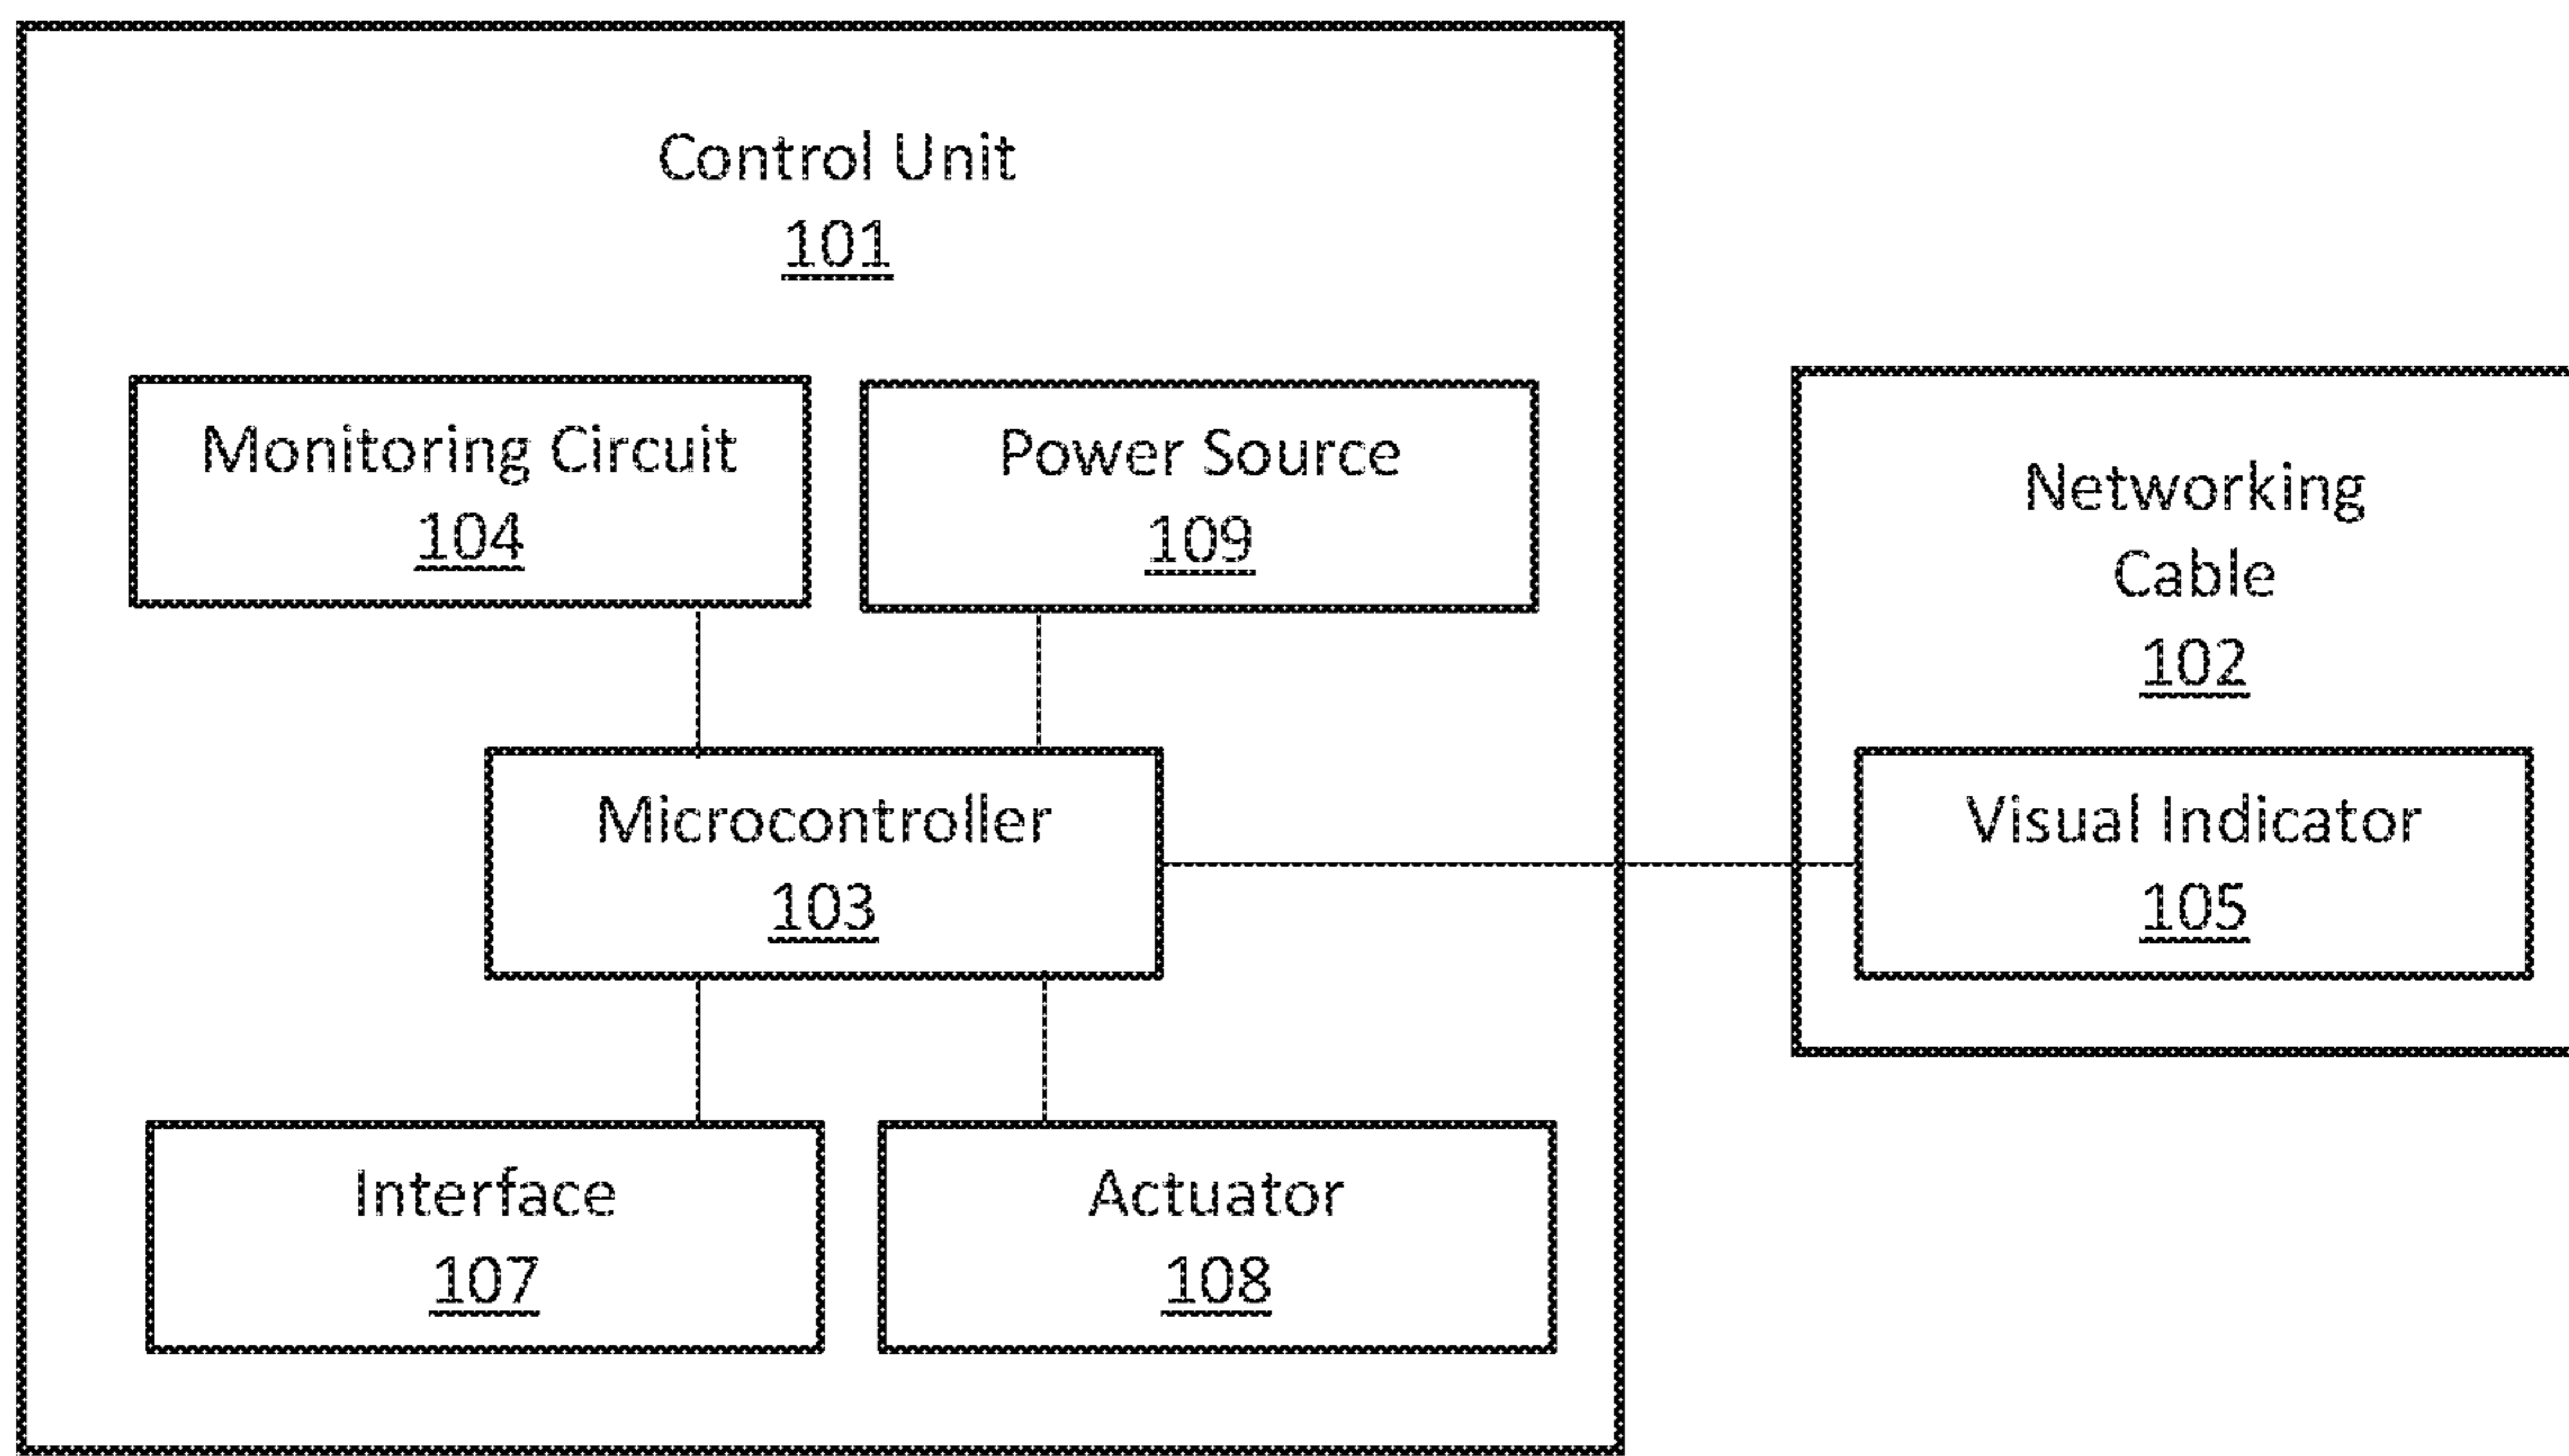 Control Unit
101
Monitoring Circuit
104
Power Source
109
Networking
Cable
102
Microcontroller
103
Visual Indicator
105
Interface
107
Actuator
108